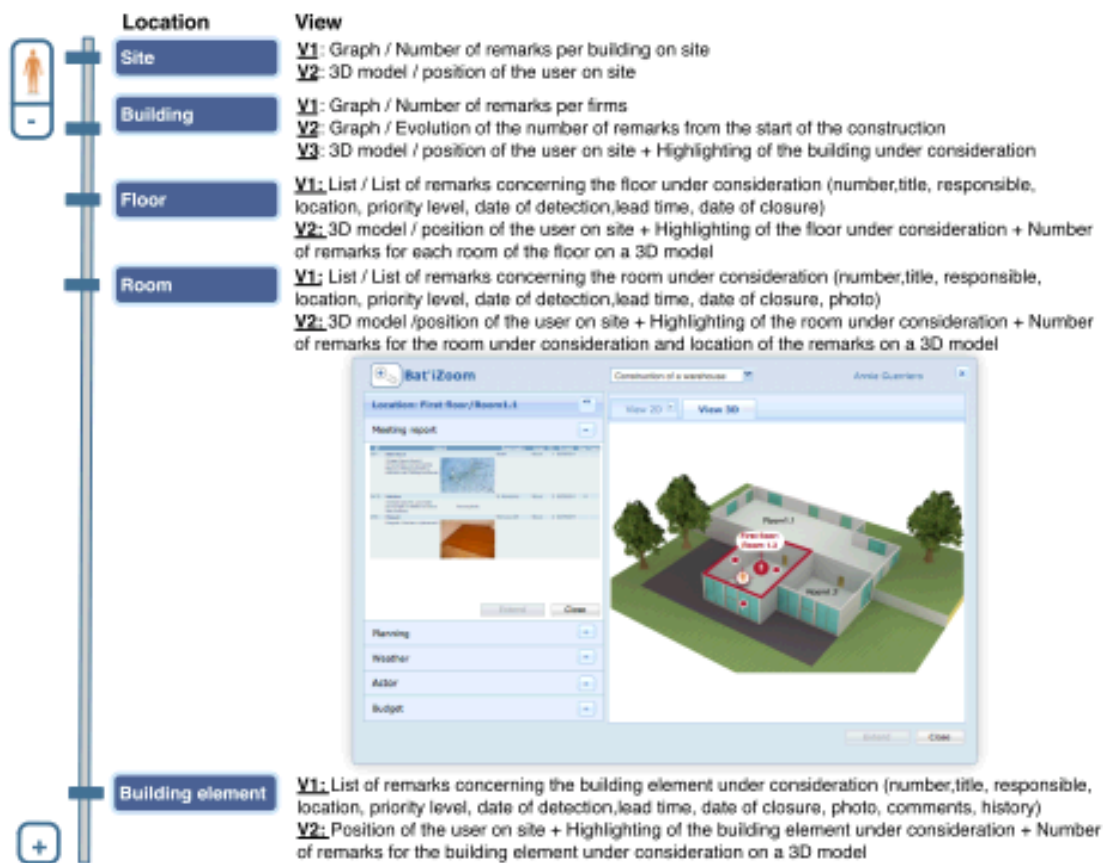 Location View
Site
V1: Graph / Number of remarks per building on site
V2: 3D model / position of the user on site
-
Building
V1: Graph / Number of remarks per firms
V2: Graph / Evolution of the number of remarks from the start of the construction
V3: 3D model / position of the user on site + Highlighting of the building under consideration
Floor
V1: List / List of remarks concerning the floor under consideration (number,title, responsible,
location, priority level, date of detection,lead time, date of closure)
V2: 3D model / position of the user on site + Highlighting of the floor under consideration + Number
of remarks for each room of the floor on a 3D model
Room
V1: List / List of remarks concerning the room under consideration (number,title, responsible,
location, priority level, date of detection,lead time, date of closure, photo)
V2: 3D model /position of the user on site + Highlighting of the room under consideration + Number
of remarks for the room under consideration and location of the remarks on a 3D model
Bat'iZoom
Construction of a warehouse
Annie Guerriero
Location: First floor/Room1.1
View 2D View 3D
Meeting report
Room1.1
First floor
Room 1.2
Room1.3
Extend Close
Planning
Weather
Actor
Budget
Extend Close
Building element
V1: List of remarks concerning the building element under consideration (number,title, responsible,
location, priority level, date of detection,lead time, date of closure, photo, comments, history)
V2: Position of the user on site + Highlighting of the building element under consideration + Number
of remarks for the building element under consideration on a 3D model
+